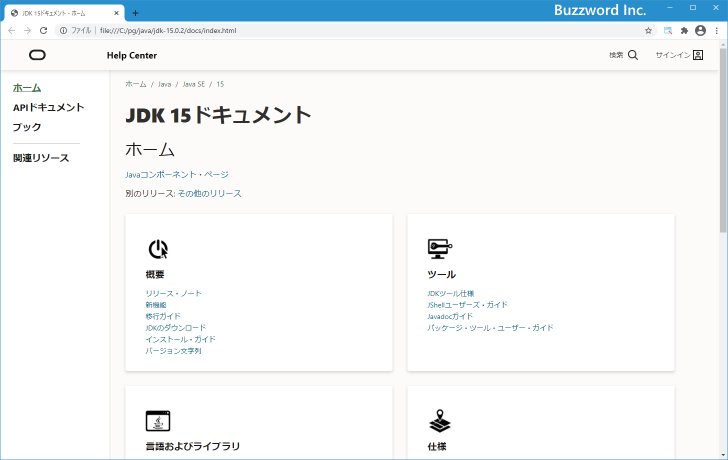 Buzzword Inc.
JDK 15ドキュメント - ホーム
ファイル | file:///C:/pg/java/jdk-15.0.2/docs/index.html
Help Center
検索
サインイン
ホーム
APIドキュメント
ブック
関連リソース
ホーム / Java / Java SE / 15
JDK 15ドキュメント
ホーム
Javaコンポーネント・ページ
別のリリース: その他のリリース
概要
リリース・ノート
新機能
移行ガイド
JDKのダウンロード
インストール・ガイド
バージョン文字列
ツール
JDKツール仕様
JShellユーザーズ・ガイド
Javadocガイド
パッケージ・ツール・ユーザー・ガイド
言語およびライブラリ
仕様